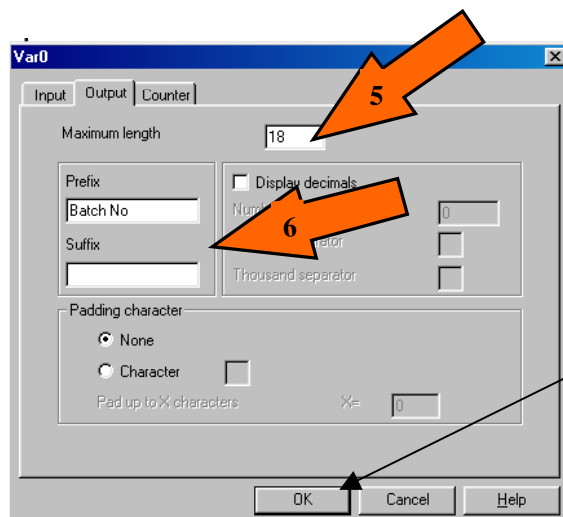 Var0
Input Output Counter
5
Maximum length 18
Prefix
Display decimals
Batch No
0
6
Suffix
Thousand separator
Padding character
None
Character
Pad up to X characters X= 0
OK Cancel Help